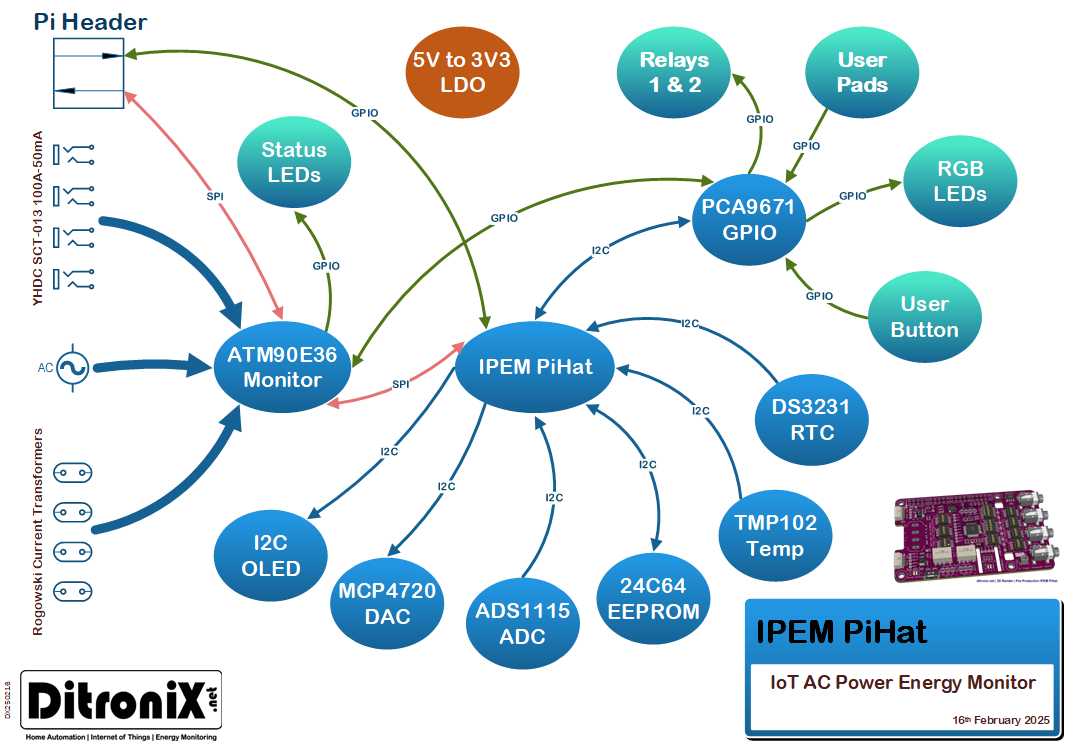 Pi Header
5V to 3V3
LDO
Relays
1 & 2
User
Pads
GPIO
GPIO
GPIO
YHDC SCT-013 100A-50mA
Status
LEDs
SPI
RGB
LEDs
GPIO
PCA9671
GPIO
GPIO
I2C
GPIO
GPIO
User
Button
I2C
ATM90E36
Monitor
IPEM PiHat
AC
SPI
DS3231
RTC
I2C
Rogowski Current Transformers
I2C
I2C
I2C
I2C
TMP102
Temp
I2C
OLED
MCP4720
DAC
ADS1115
ADC
24C64
EEPROM
IPEM PiHat
IoT AC Power Energy Monitor
16th February 2025
DX250216
DitroniX.net
Home Automation | Internet of Things | Energy Monitoring